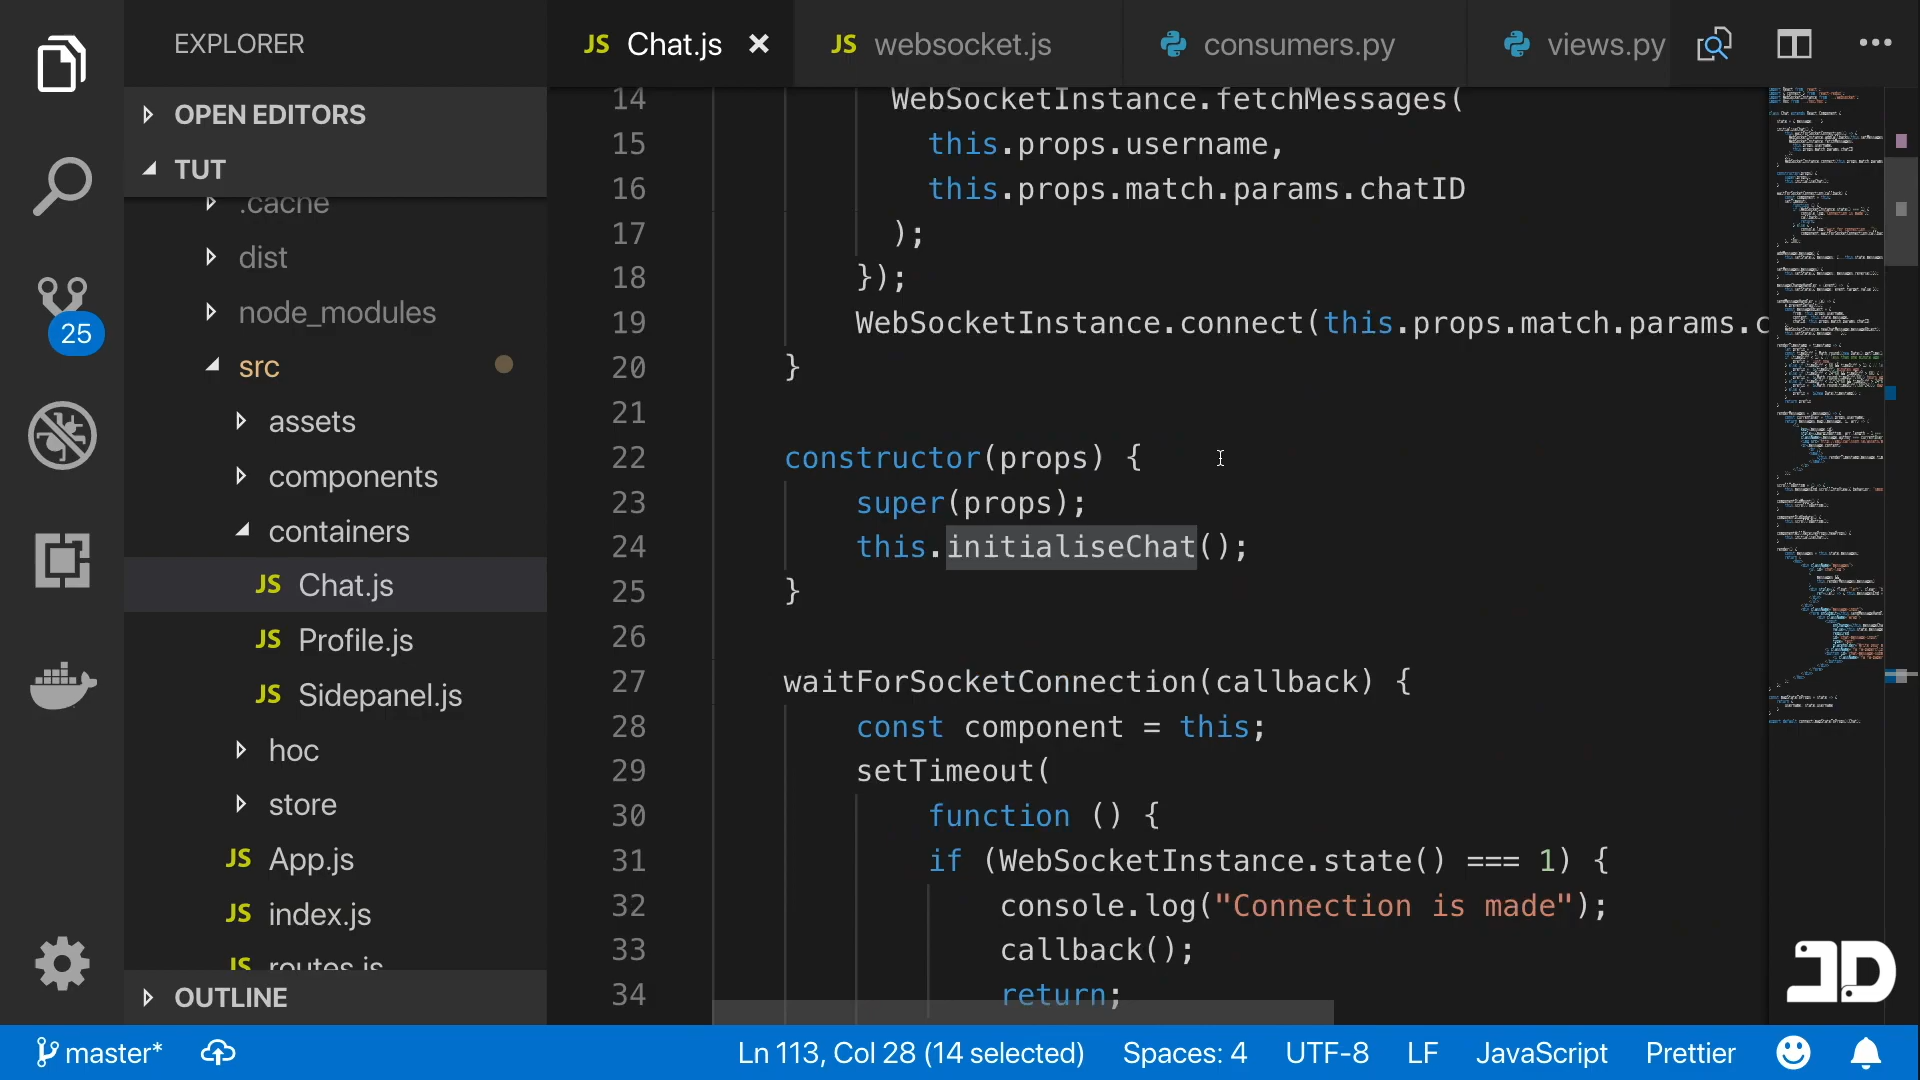 EXPLORER
JS Chat.js ×
JS websocket.js
consumers.py
views.py
OPEN EDITORS
TUT
.cache
dist
node_modules
src
assets
components
containers
JS Chat.js
JS Profile.js
JS Sidepanel.js
hoc
store
JS App.js
JS index.js
JS routes.js
OUTLINE
25
14 WebSocketInstance.fetchMessages(
15 this.props.username,
16 this.props.match.params.chatID
17 );
18 });
19 WebSocketInstance.connect(this.props.match.params.c
20 }
21
22 constructor(props) {
23 super(props);
24 this.initialiseChat();
25 }
26
27 waitForSocketConnection(callback) {
28 const component = this;
29 setTimeout(
30 function () {
31 if (WebSocketInstance.state() === 1) {
32 console.log("Connection is made");
33 callback();
34 return;
JD
master*
Ln 113, Col 28 (14 selected)
Spaces: 4
UTF-8
LF
JavaScript
Prettier